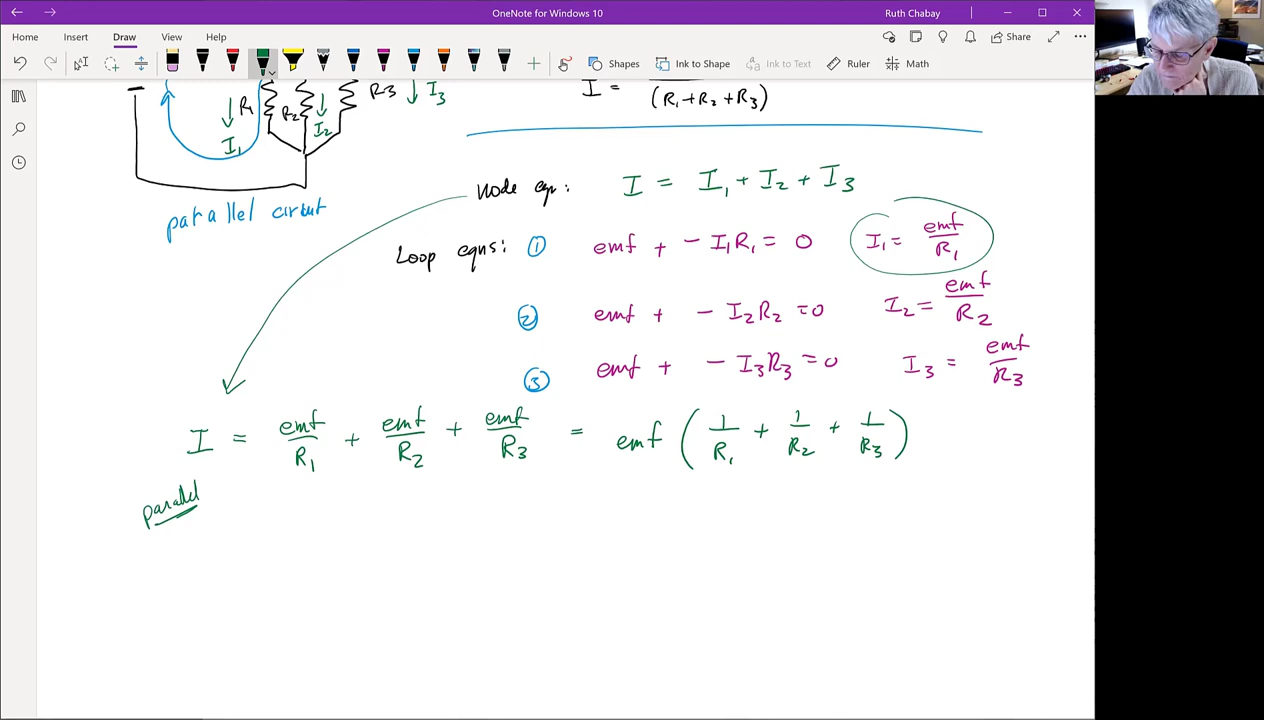 OneNote for Windows 10
Ruth Chabay
Home Insert Draw View Help
Shapes Ink to Shape Ink to Text Ruler Math
Share
R1 R2 R3 I3
I1 I2
I =
(R1+R2+R3)
parallel circuit
Node eqn: I = I1 + I2 + I3
Loop eqns: ① emf + - I1R1 = 0 I1 = emf/R1
② emf + - I2R2 = 0 I2 = emf/R2
③ emf + - I3R3 = 0 I3 = emf/R3
I = emf/R1 + emf/R2 + emf/R3 = emf (1/R1 + 1/R2 + 1/R3)
parallel